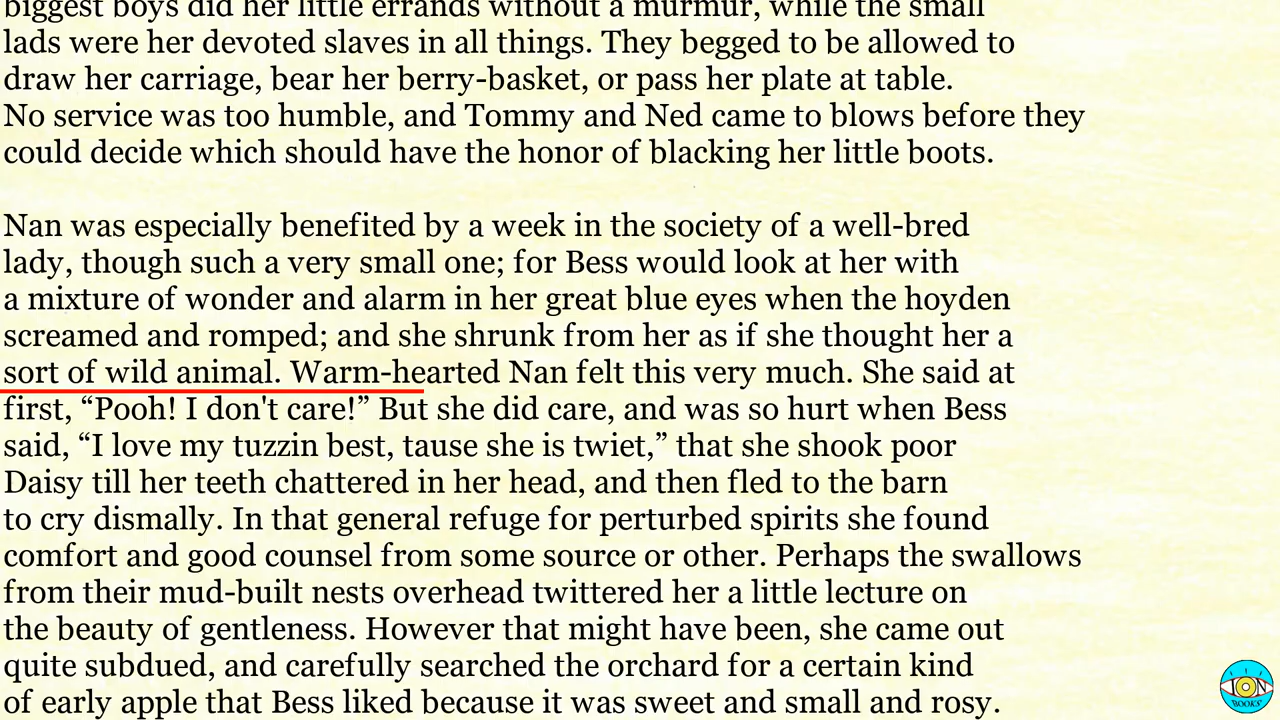 biggest boys did her little errands without a murmur, while the small
lads were her devoted slaves in all things. They begged to be allowed to
draw her carriage, bear her berry-basket, or pass her plate at table.
No service was too humble, and Tommy and Ned came to blows before they
could decide which should have the honor of blacking her little boots.
Nan was especially benefited by a week in the society of a well-bred
lady, though such a very small one; for Bess would look at her with
a mixture of wonder and alarm in her great blue eyes when the hoyden
screamed and romped; and she shrunk from her as if she thought her a
sort of wild animal. Warm-hearted Nan felt this very much. She said at
first, “Pooh! I don't care!” But she did care, and was so hurt when Bess
said, “I love my tuzzin best, tause she is twiet,” that she shook poor
Daisy till her teeth chattered in her head, and then fled to the barn
to cry dismally. In that general refuge for perturbed spirits she found
comfort and good counsel from some source or other. Perhaps the swallows
from their mud-built nests overhead twittered her a little lecture on
the beauty of gentleness. However that might have been, she came out
quite subdued, and carefully searched the orchard for a certain kind
of early apple that Bess liked because it was sweet and small and rosy.
ION
BOOKS